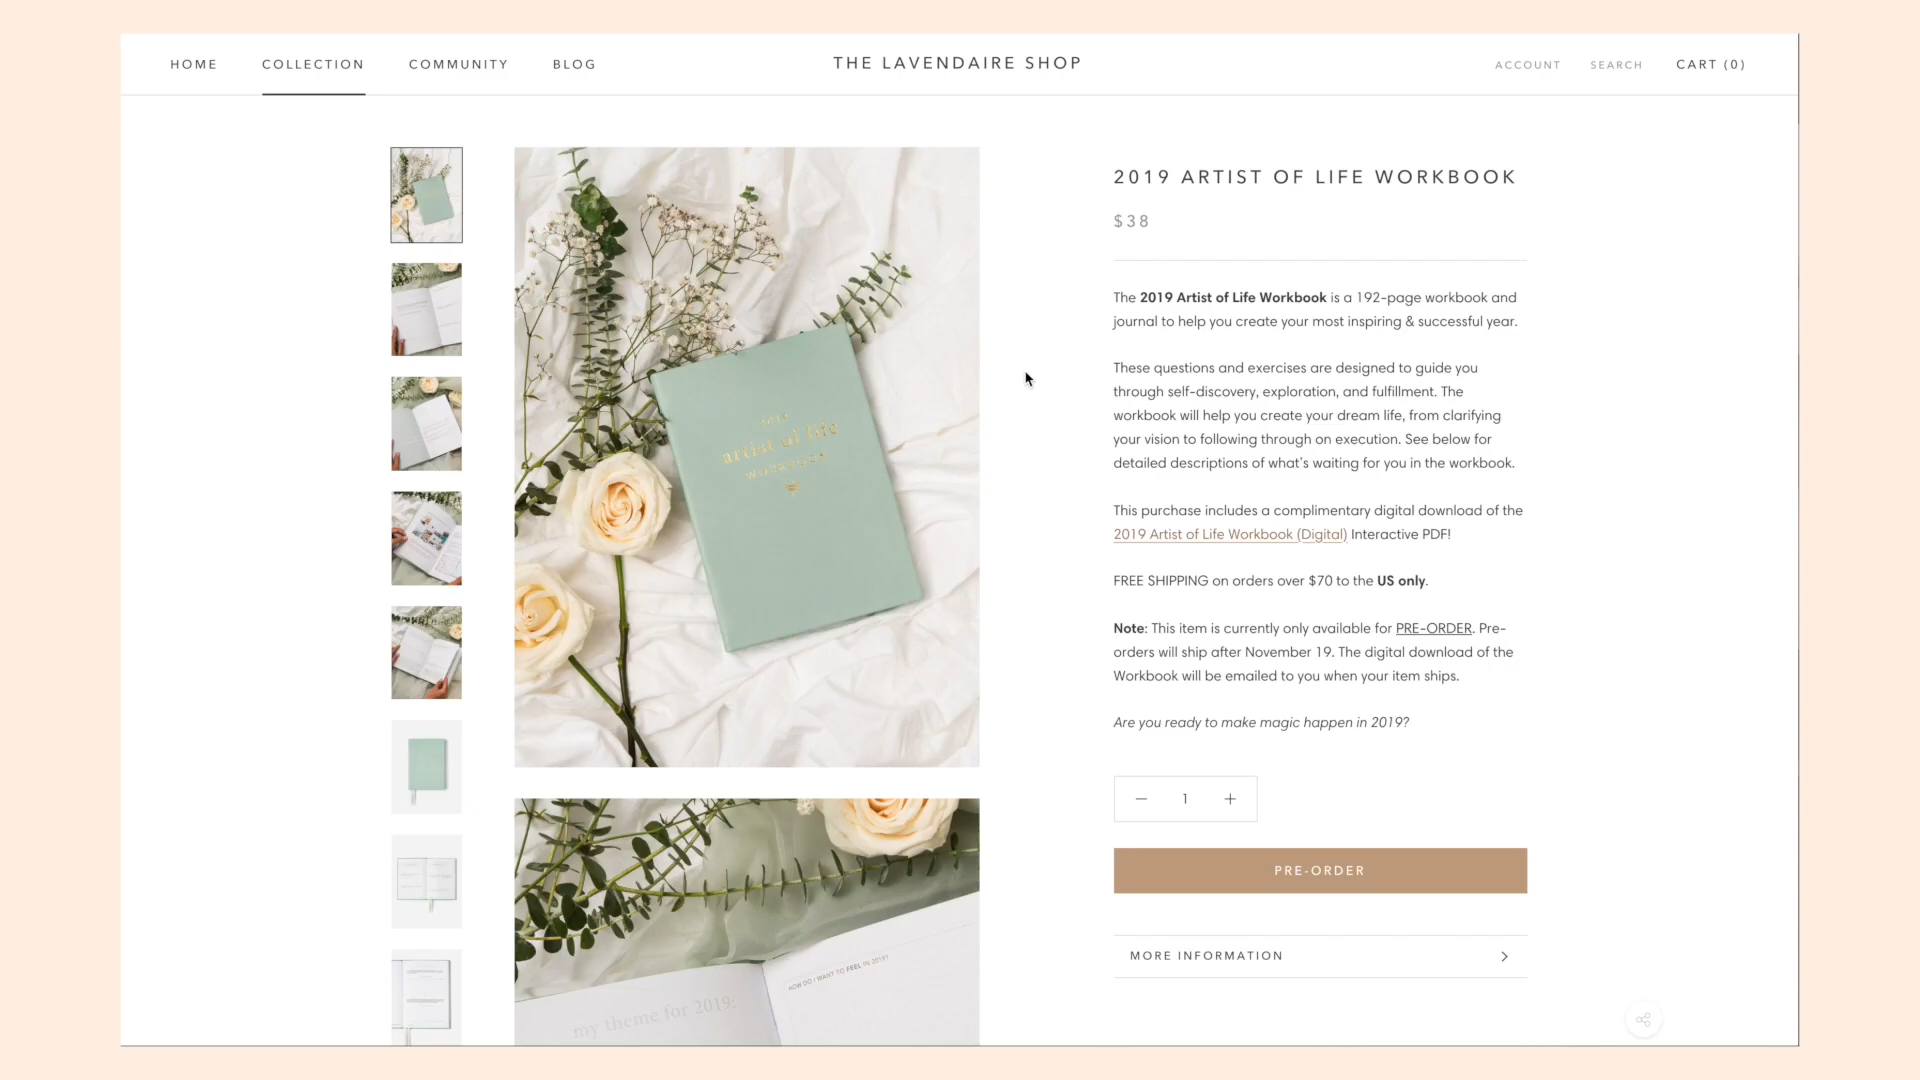 HOME COLLECTION COMMUNITY BLOG THE LAVENDAIRE SHOP ACCOUNT SEARCH CART (0)
artist of life
WORKBOOK
my theme for 2019:
HOW DO I WANT TO FEEL IN 2019?
2019 ARTIST OF LIFE WORKBOOK
$38
The 2019 Artist of Life Workbook is a 192-page workbook and
journal to help you create your most inspiring & successful year.
These questions and exercises are designed to guide you
through self-discovery, exploration, and fulfillment. The
workbook will help you create your dream life, from clarifying
your vision to following through on execution. See below for
detailed descriptions of what's waiting for you in the workbook.
This purchase includes a complimentary digital download of the
2019 Artist of Life Workbook (Digital) Interactive PDF!
FREE SHIPPING on orders over $70 to the US only.
Note: This item is currently only available for PRE-ORDER. Pre-
orders will ship after November 19. The digital download of the
Workbook will be emailed to you when your item ships.
Are you ready to make magic happen in 2019?
1
PRE-ORDER
MORE INFORMATION